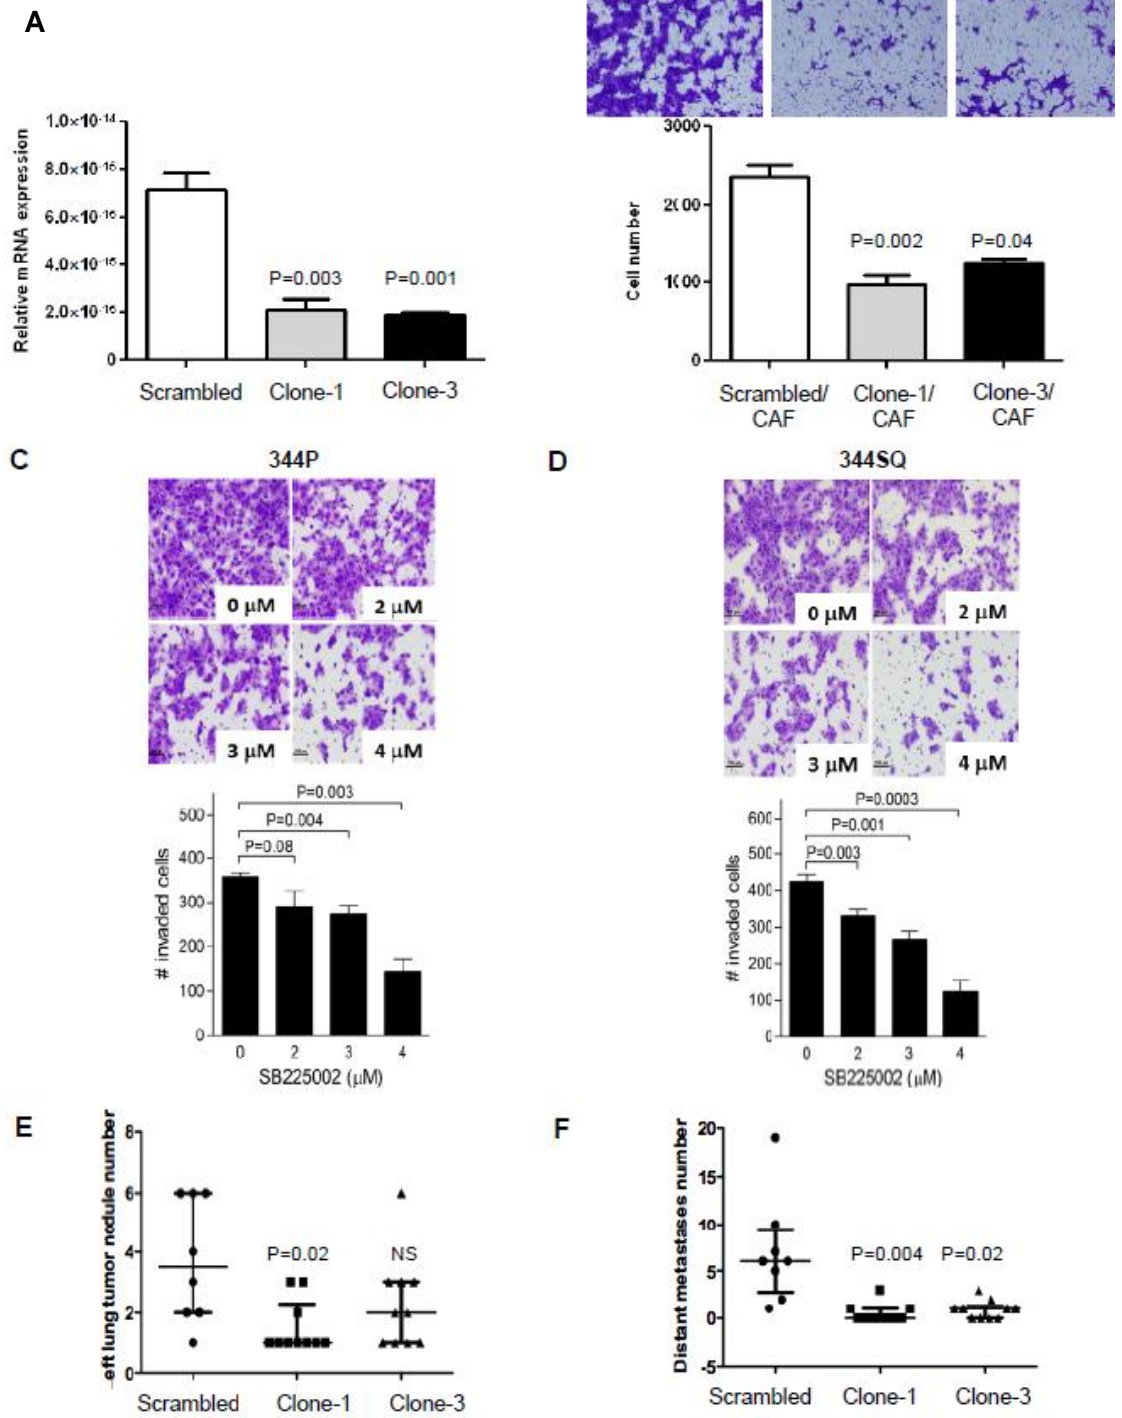 A
1.0×10-14
8.0×10-15
6.0×10-15
4.0×10-15
2.0×10-15
0
Relative mRNA expression
P=0.003
P=0.001
Scrambled
Clone-1
Clone-3
3000
2000
1000
0
Cell number
P=0.002
P=0.04
Scrambled/
CAF
Clone-1/
CAF
Clone-3/
CAF
C
344P
0 μM
2 μM
3 μM
4 μM
P=0.003
P=0.004
P=0.08
500
400
300
200
100
0
# invaded cells
0
2
3
4
SB225002 (μM)
D
344SQ
0 μM
2 μM
3 μM
4 μM
P=0.0003
P=0.001
P=0.003
600
500
400
300
200
100
0
# invaded cells
0
2
3
4
SB225002 (μM)
E
8
6
4
2
0
eft lung tumor nodule number
P=0.02
NS
Scrambled
Clone-1
Clone-3
F
20
15
10
5
0
-5
Distant metastases number
P=0.004
P=0.02
Scrambled
Clone-1
Clone-3